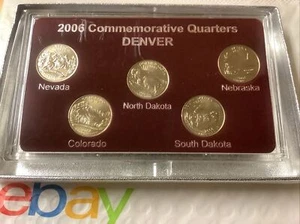 2006 Commemorative Quarters
DENVER
Nevada
North Dakota
Nebraska
Colorado
South Dakota
ebay